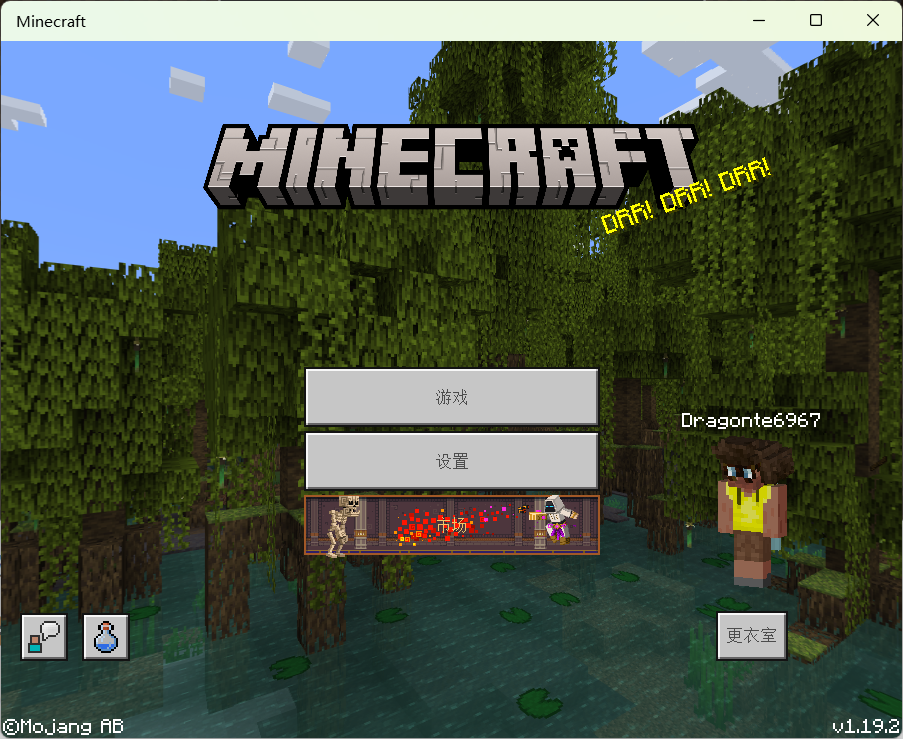 Minecraft
MINECRAFT
DRR! DRR! DRR!
游戏
设置
Dragonte6967
市场
更衣室
©Mojang AB
v1.19.2